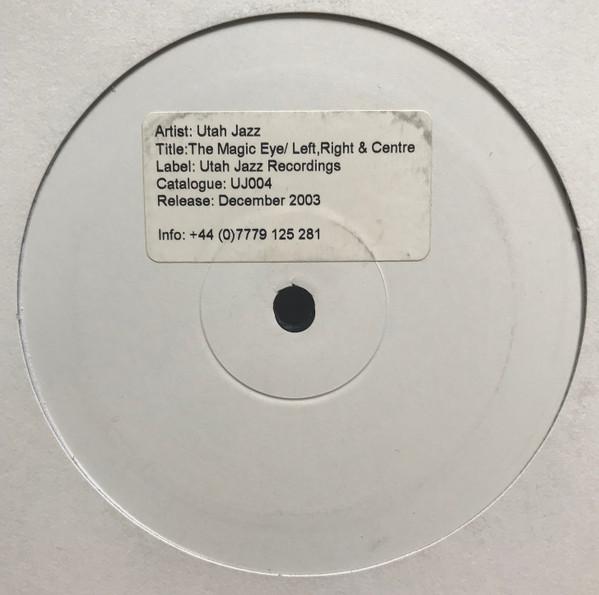 Artist: Utah Jazz
Title:The Magic Eye/ Left,Right & Centre
Label: Utah Jazz Recordings
Catalogue: UJ004
Release: December 2003
Info: +44 (0)7779 125 281